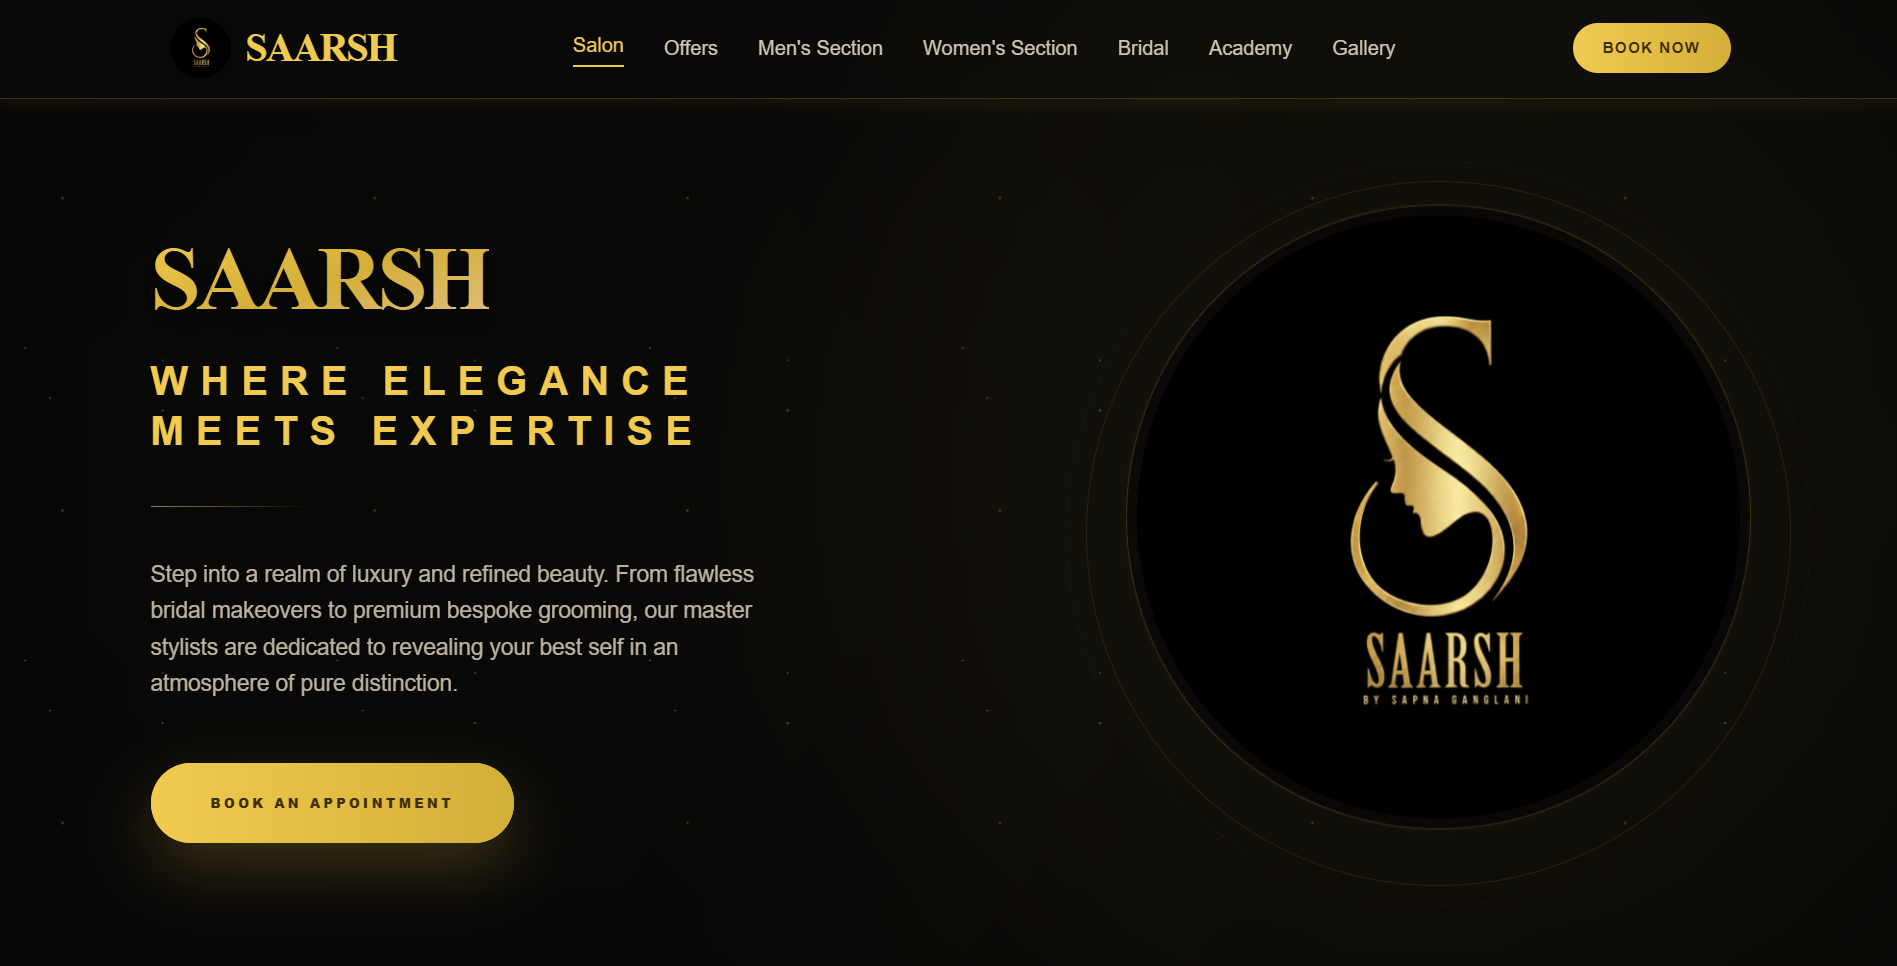 SAARSH
SAARSH
Salon
Offers
Men's Section
Women's Section
Bridal
Academy
Gallery
BOOK NOW
SAARSH
WHERE ELEGANCE
MEETS EXPERTISE
Step into a realm of luxury and refined beauty. From flawless
bridal makeovers to premium bespoke grooming, our master
stylists are dedicated to revealing your best self in an
atmosphere of pure distinction.
BOOK AN APPOINTMENT
SAARSH
BY SAPNA GANGLANI